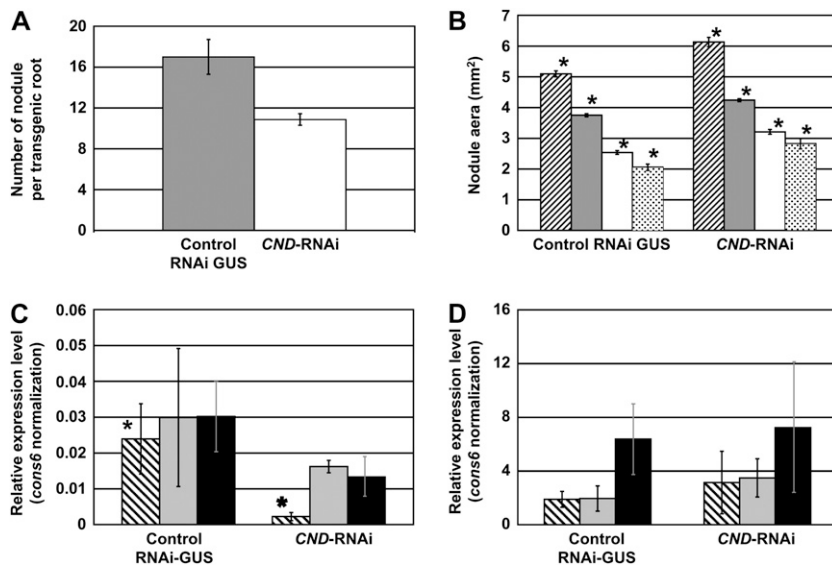 A
Number of nodule
per transgenic root
20
16
12
8
4
0
Control
RNAi GUS
CND-RNAi
B
Nodule aera (mm²)
7
6
5
4
3
2
1
0
* * * *
* * * *
Control RNAi GUS
CND-RNAi
C
Relative expression level
(cons6 normalization)
0.06
0.05
0.04
0.03
0.02
0.01
0
*
*
Control
RNAi-GUS
CND-RNAi
D
Relative expression level
(cons6 normalization)
16
12
8
4
0
Control
RNAi-GUS
CND-RNAi